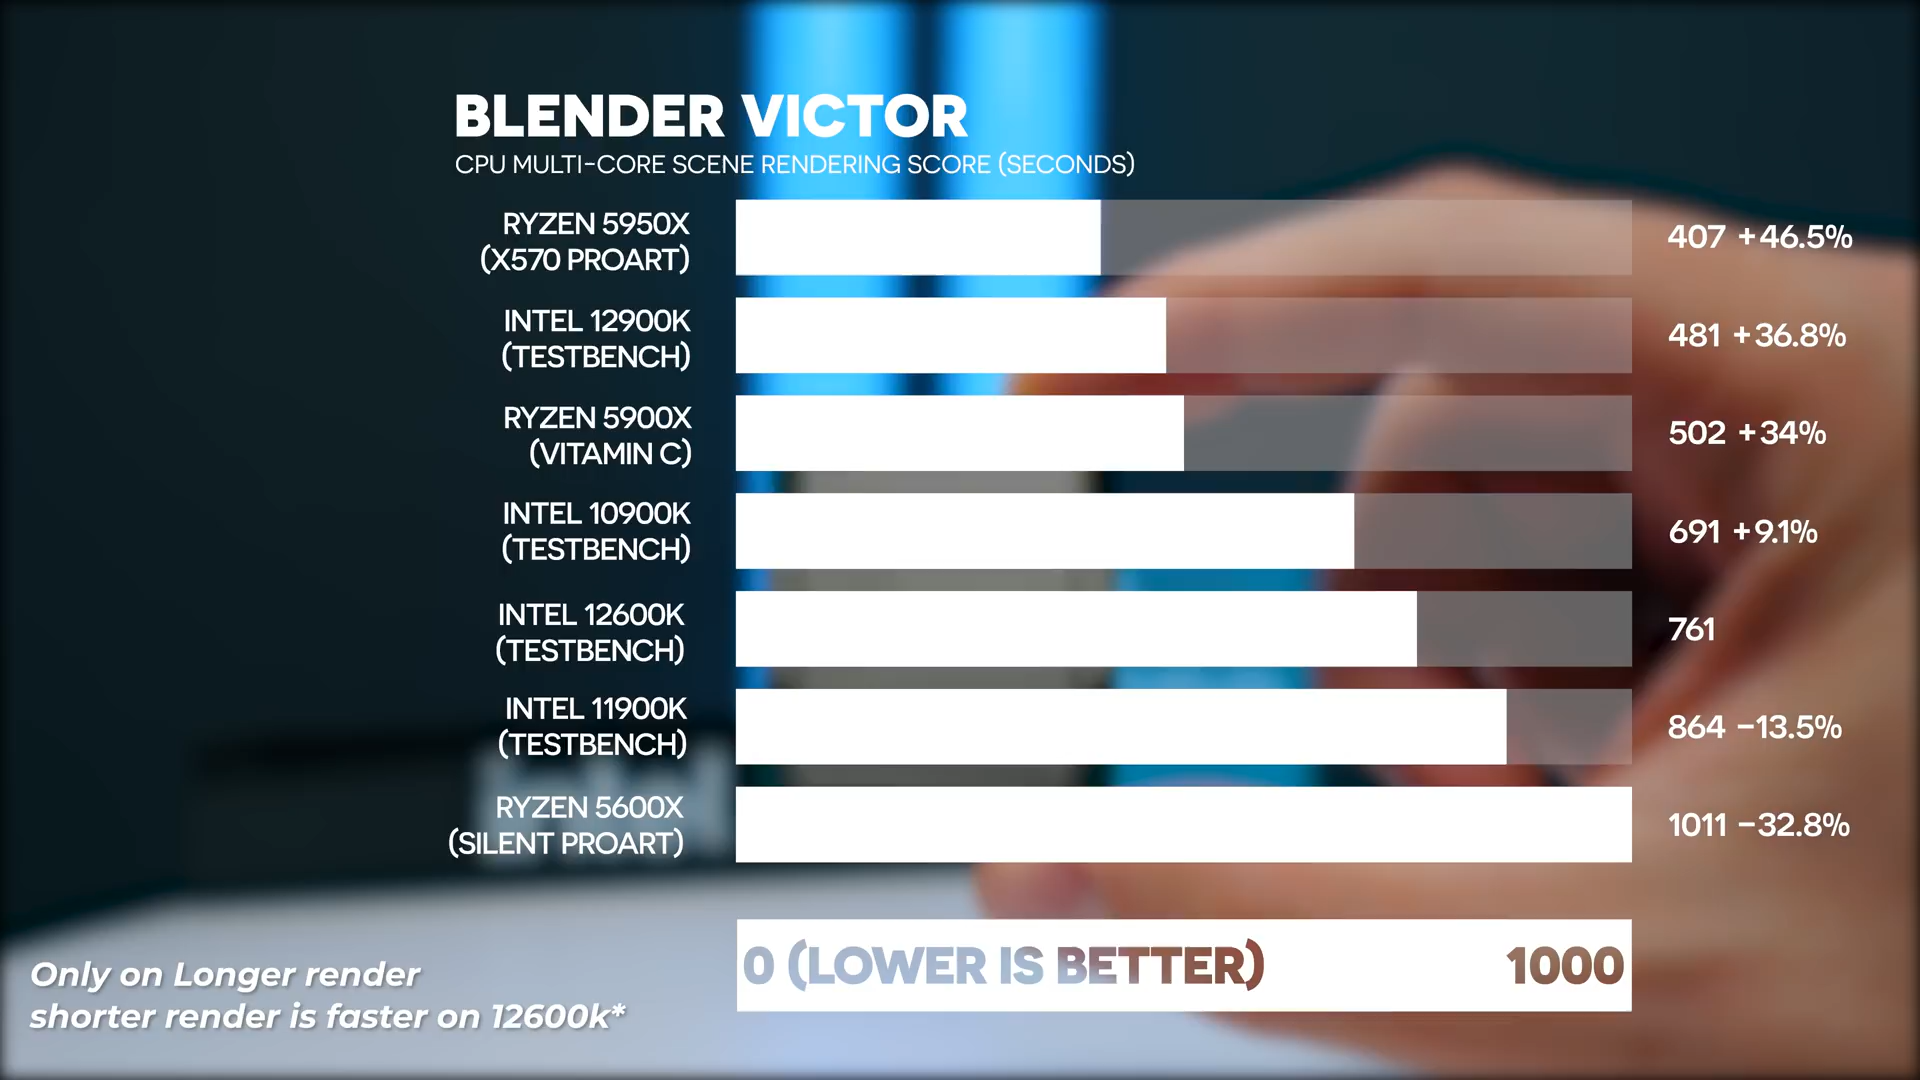 BLENDER VICTOR
CPU MULTI-CORE SCENE RENDERING SCORE (SECONDS)
RYZEN 5950X
(X570 PROART)
407 +46.5%
INTEL 12900K
(TESTBENCH)
481 +36.8%
RYZEN 5900X
(VITAMIN C)
502 +34%
INTEL 10900K
(TESTBENCH)
691 +9.1%
INTEL 12600K
(TESTBENCH)
761
INTEL 11900K
(TESTBENCH)
864 -13.5%
RYZEN 5600X
(SILENT PROART)
1011 -32.8%
0 (LOWER IS BETTER) 1000
Only on Longer render
shorter render is faster on 12600k*